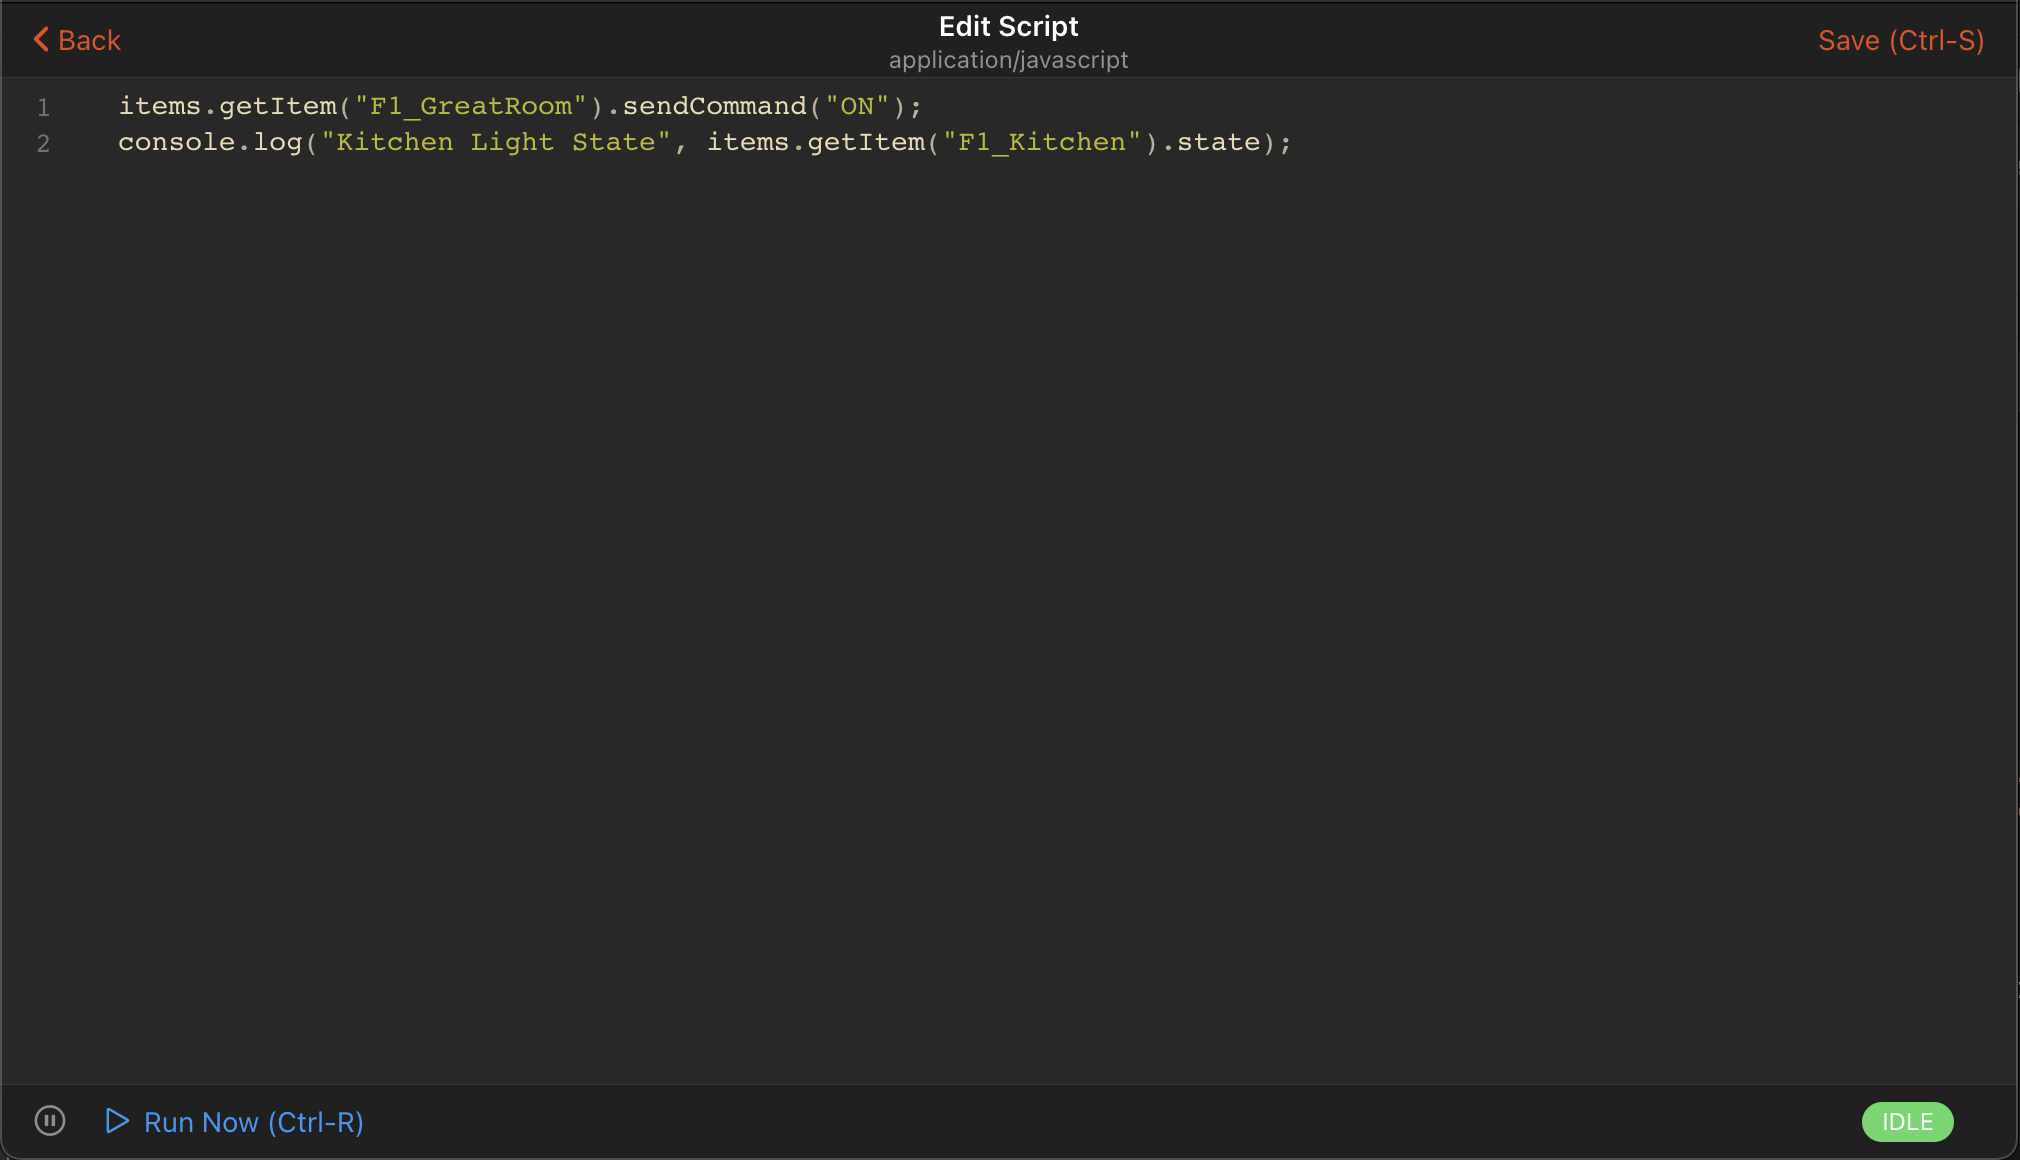 Back
Edit Script
application/javascript
Save (Ctrl-S)
1 items.getItem("F1_GreatRoom").sendCommand("ON");
2 console.log("Kitchen Light State", items.getItem("F1_Kitchen").state);
Run Now (Ctrl-R)
IDLE